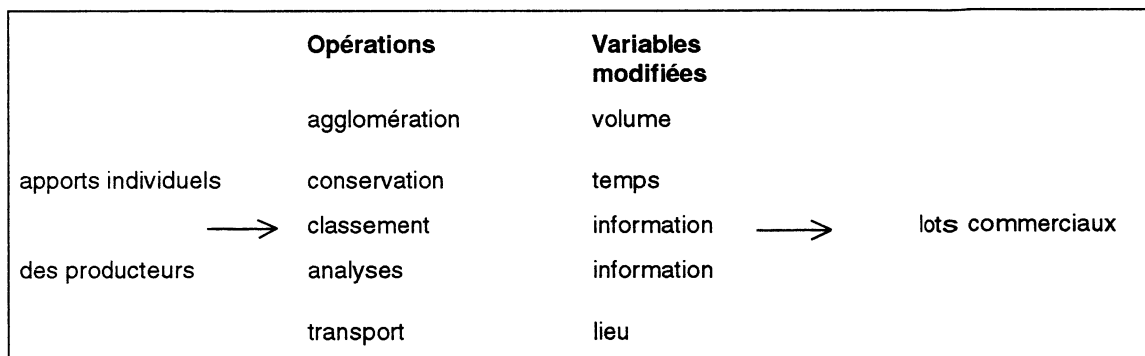 Opérations Variables
modifiées
agglomération volume
apports individuels conservation temps
→ classement information → lots commerciaux
des producteurs analyses information
transport lieu